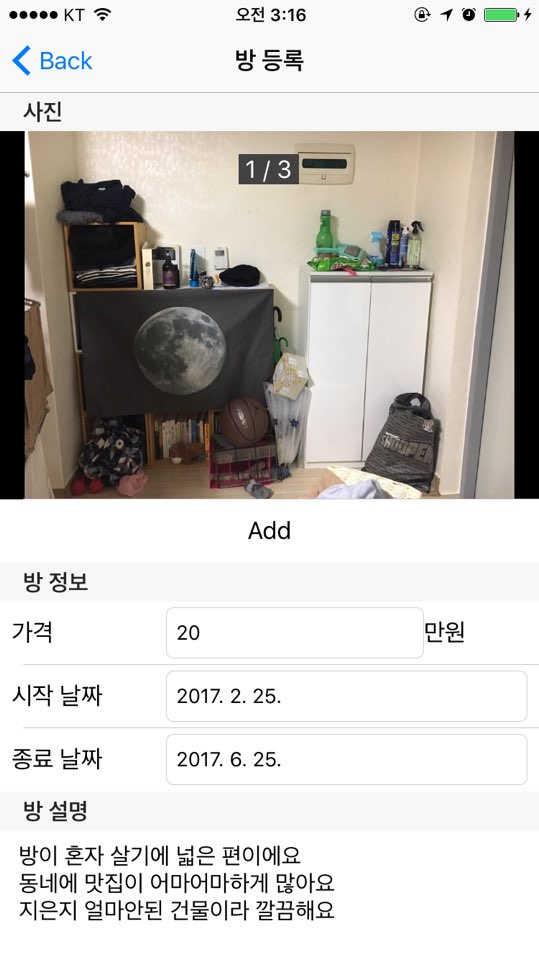 KT 오전 3:16
Back 방 등록
사진
1 / 3
Add
방 정보
가격 20 만원
시작 날짜 2017. 2. 25.
종료 날짜 2017. 6. 25.
방 설명
방이 혼자 살기에 넓은 편이에요
동네에 맛집이 어마어마하게 많아요
지은지 얼마안된 건물이라 깔끔해요